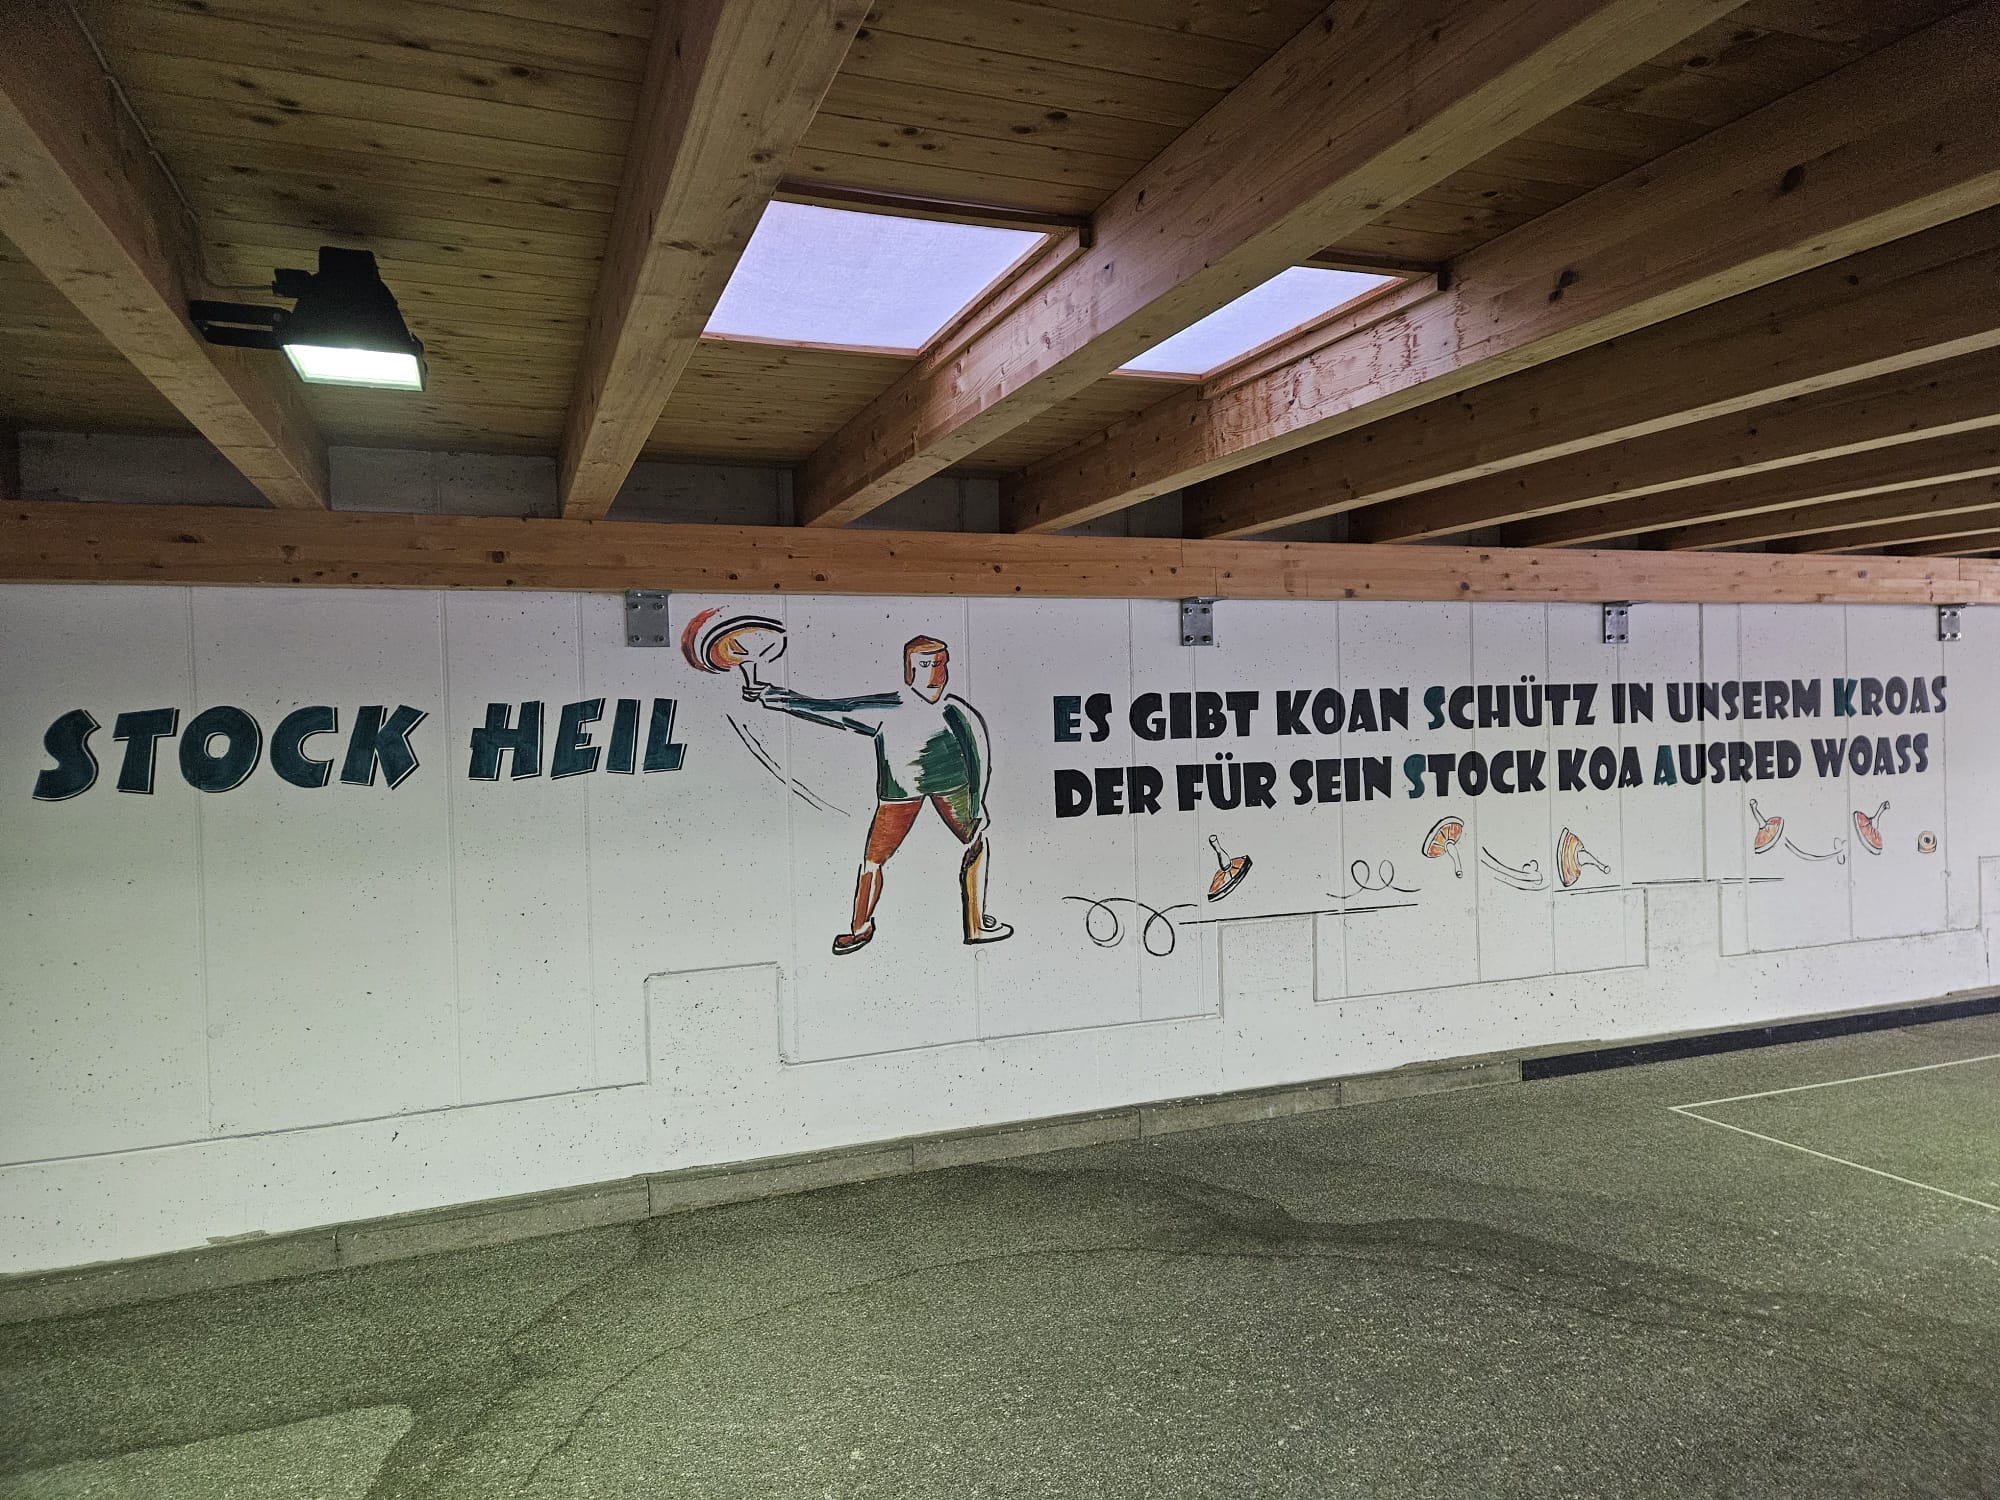 STOCK HEIL
ES GIBT KOAN SCHÜTZ IN UNSERM KROAS
DER FÜR SEIN STOCK KOA AUSRED WOASS